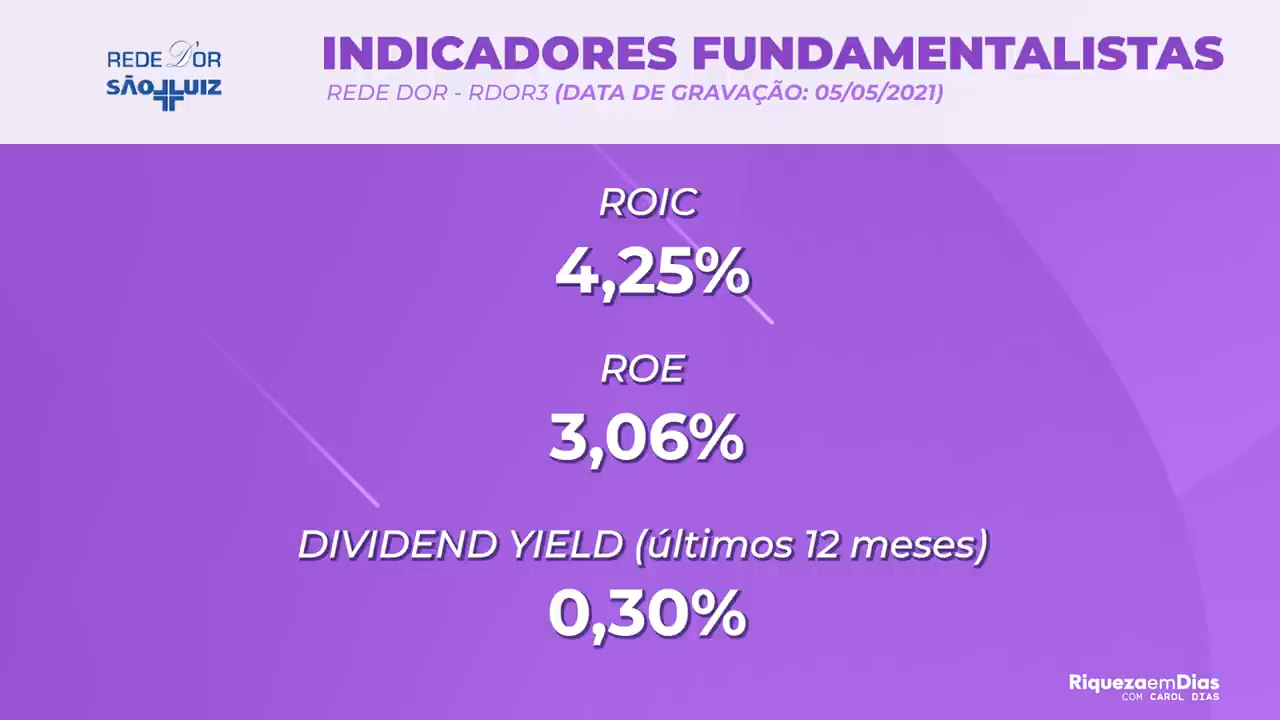 REDE D'OR
SÃO LUIZ
INDICADORES FUNDAMENTALISTAS
REDE DOR - RDOR3 (DATA DE GRAVAÇÃO: 05/05/2021)
ROIC
4,25%
ROE
3,06%
DIVIDEND YIELD (últimos 12 meses)
0,30%
RiquezaemDias
COM CAROL DIAS